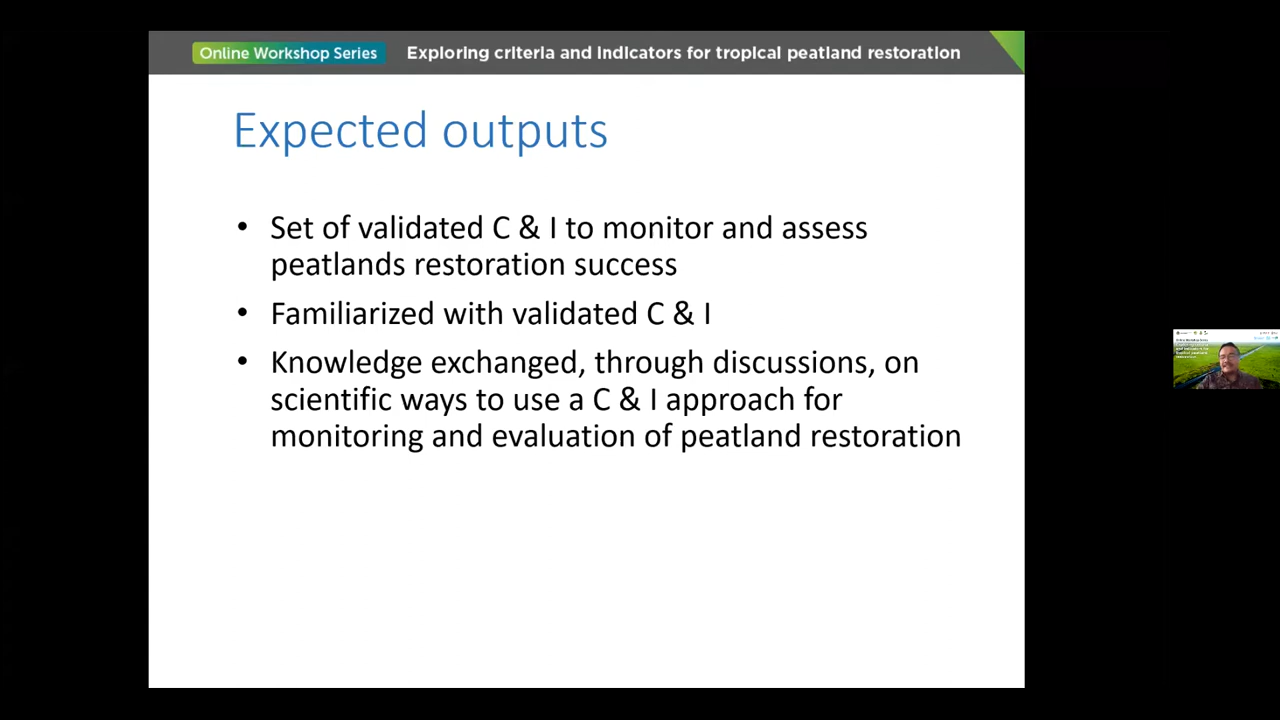 Online Workshop Series Exploring criteria and indicators for tropical peatland restoration
Expected outputs
• Set of validated C & I to monitor and assess
peatlands restoration success
• Familiarized with validated C & I
• Knowledge exchanged, through discussions, on
scientific ways to use a C & I approach for
monitoring and evaluation of peatland restoration